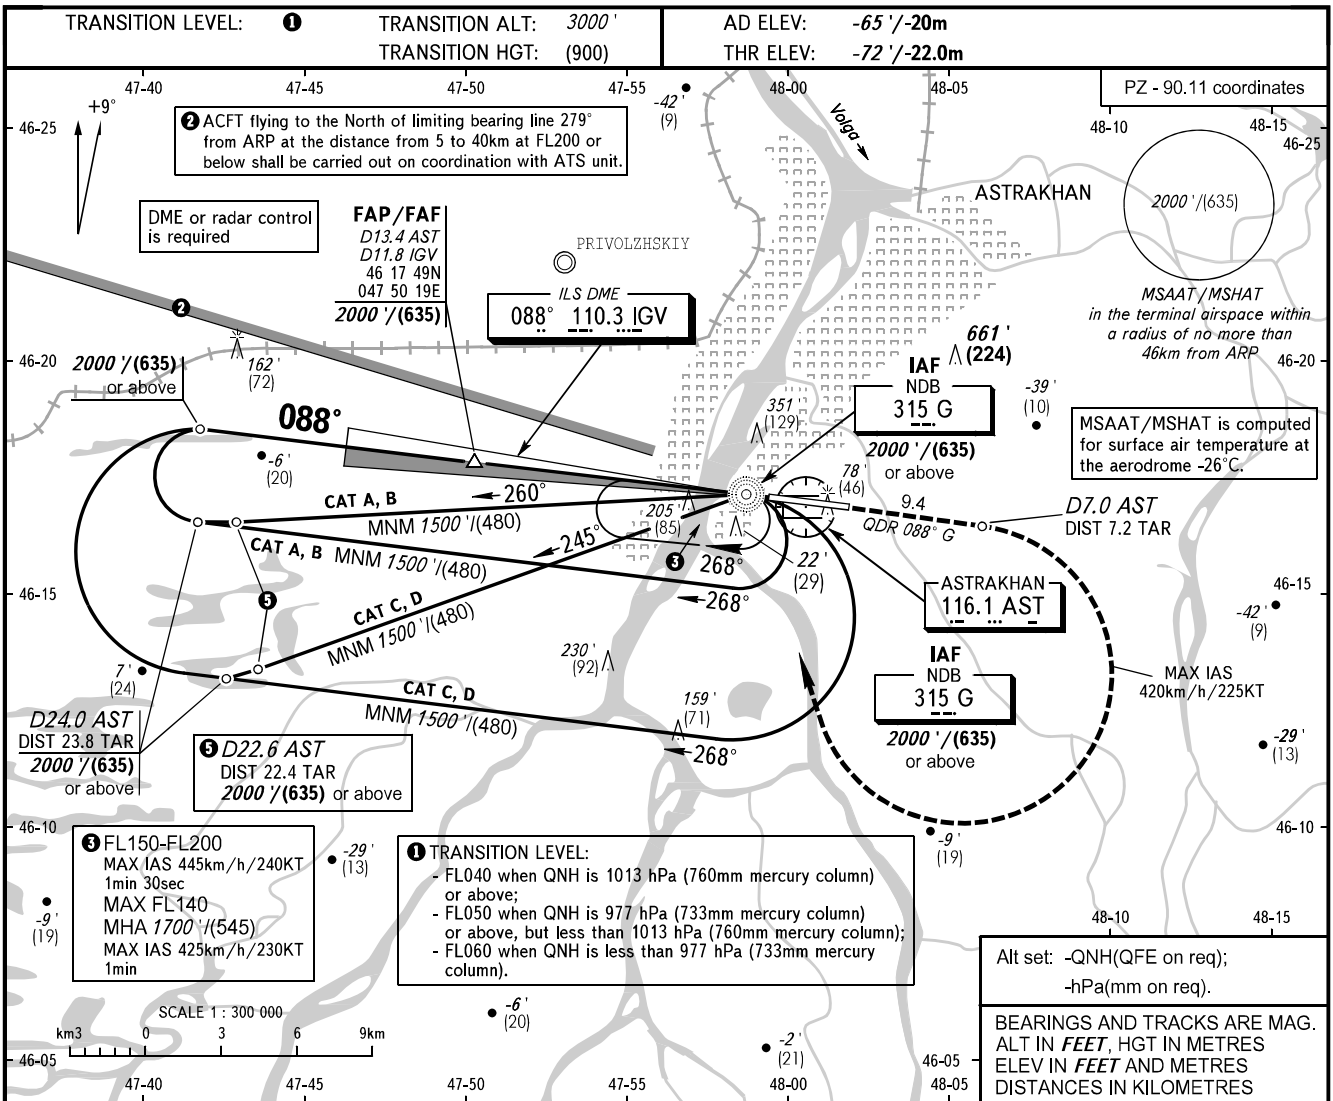 TRANSITION LEVEL: ❶ TRANSITION ALT: 3000 '
TRANSITION HGT: (900)
AD ELEV: -65 '/-20m
THR ELEV: -72 '/-22.0m
47-40 47-45 47-50 47-55 48-00 48-05
PZ - 90.11 coordinates
48-10 48-15
46-25
46-25
+9°
❷ ACFT flying to the North of limiting bearing line 279°
from ARP at the distance from 5 to 40km at FL200 or
below shall be carried out on coordination with ATS unit.
-42 '
(9)
Volga
ASTRAKHAN
2000 '/(635)
MSAAT/MSHAT
in the terminal airspace within
a radius of no more than
46km from ARP
DME or radar control
is required
FAP/FAF
D13.4 AST
D11.8 IGV
46 17 49N
047 50 19E
2000 '/(635)
PRIVOLZHSKIY
ILS DME
088° 110.3 IGV
❷
46-20
46-20
2000 '/(635)
or above
162 '
(72)
661 '
(224)
IAF
NDB
315 G
2000 '/(635)
or above
-39 '
(10)
MSAAT/MSHAT is computed
for surface air temperature at
the aerodrome -26°C.
088°
351 '
(129)
-6 '
(20)
78 '
(46)
CAT A, B
260°
MNM 1500 '/(480)
205 '
(85)
9.4
QDR 088° G
D7.0 AST
DIST 7.2 TAR
CAT A, B MNM 1500 '/(480)
245°
❸
268°
22 '
(29)
268°
ASTRAKHAN
116.1 AST
46-15
46-15
❺
CAT C, D
MNM 1500 '/(480)
-42 '
(9)
230 '
(92)
IAF
NDB
315 G
2000 '/(635)
or above
MAX IAS
420km/h/225KT
7 '
(24)
CAT C, D
MNM 1500 '/(480)
159 '
(71)
268°
D24.0 AST
DIST 23.8 TAR
2000 '/(635)
or above
❺ D22.6 AST
DIST 22.4 TAR
2000 '/(635) or above
-29 '
(13)
46-10
46-10
-9 '
(19)
❸ FL150-FL200
MAX IAS 445km/h/240KT
1min 30sec
MAX FL140
MHA 1700 '/(545)
MAX IAS 425km/h/230KT
1min
-29 '
(13)
-9 '
(19)
❶ TRANSITION LEVEL:
- FL040 when QNH is 1013 hPa (760mm mercury column)
or above;
- FL050 when QNH is 977 hPa (733mm mercury column)
or above, but less than 1013 hPa (760mm mercury column);
- FL060 when QNH is less than 977 hPa (733mm mercury
column).
48-10 48-15
Alt set: -QNH(QFE on req);
-hPa(mm on req).
-6 '
(20)
SCALE 1 : 300 000
km3 0 3 6 9km
-2 '
(21)
BEARINGS AND TRACKS ARE MAG.
ALT IN FEET, HGT IN METRES
ELEV IN FEET AND METRES
DISTANCES IN KILOMETRES
46-05
46-05
47-40 47-45 47-50 47-55 48-00 48-05